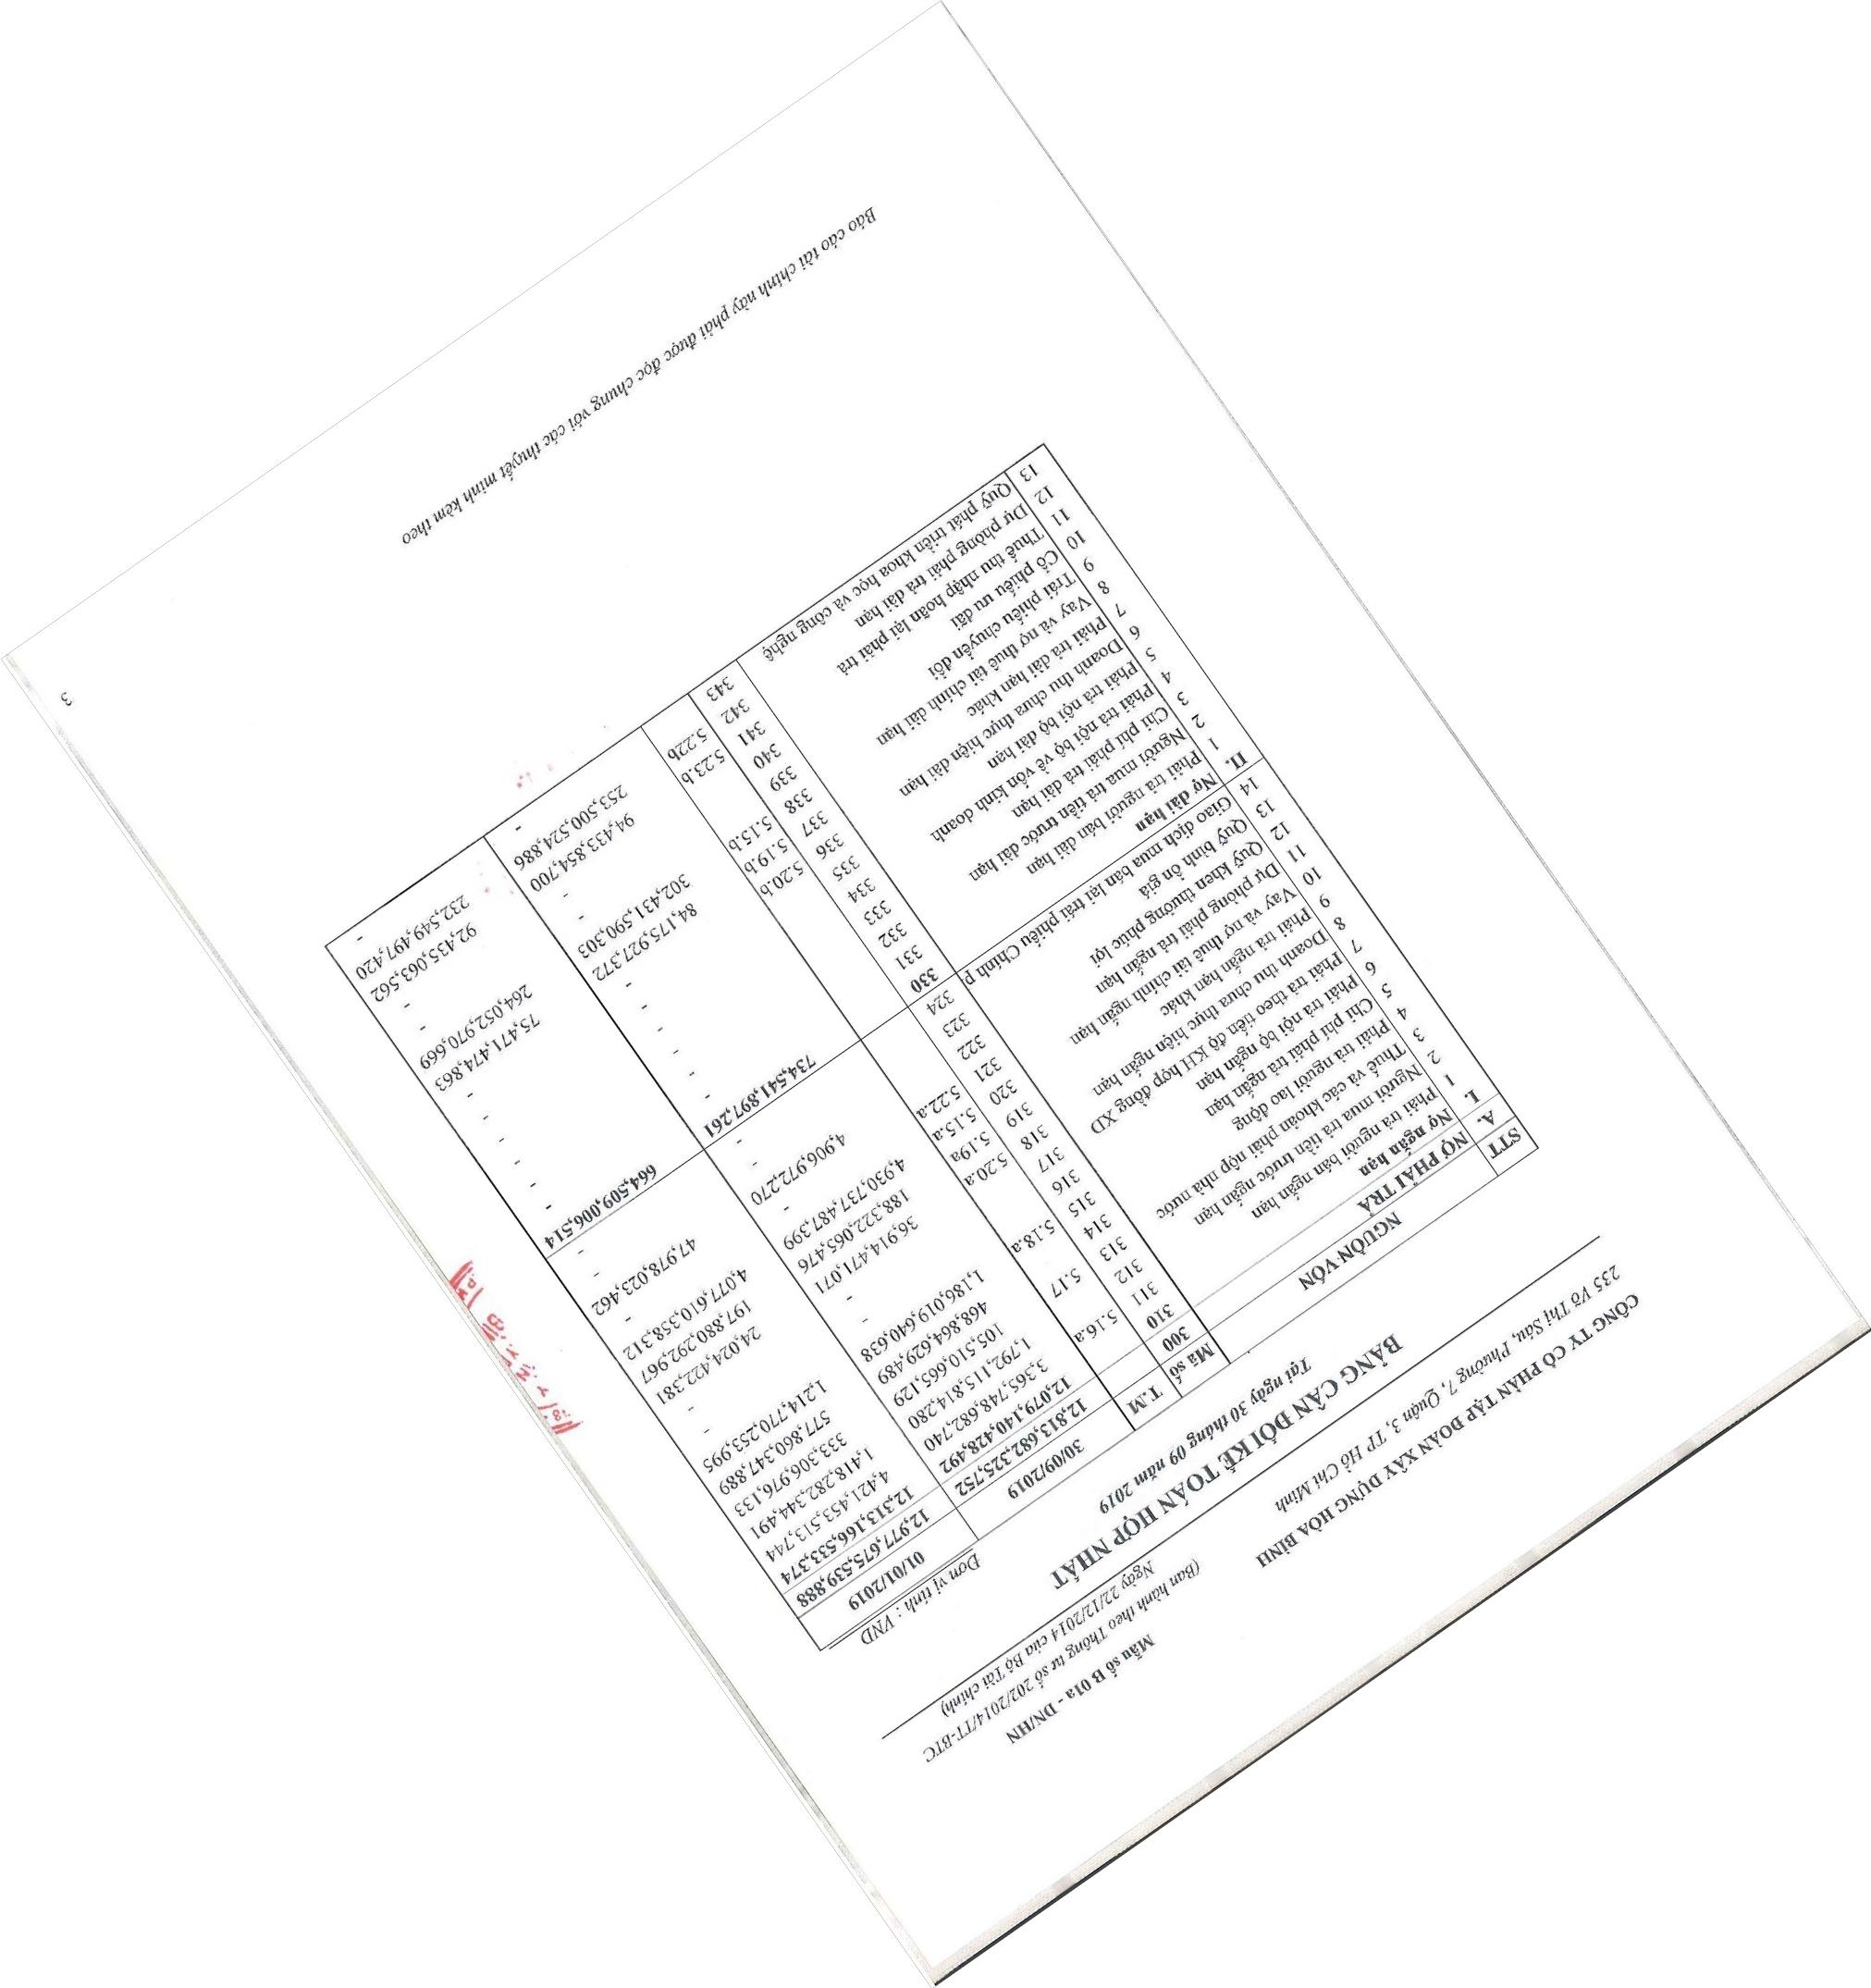 CÔNG TY CỔ PHẦN TẬP ĐOÀN XÂY DỰNG HÒA BÌNH
235 Võ Thị Sáu, Phường 7, Quận 3, TP Hồ Chí Minh
Mẫu số B 01a - DN/HN
(Ban hành theo Thông tư số 202/2014/TT-BTC
Ngày 22/12/2014 của Bộ Tài chính)
BẢNG CÂN ĐỐI KẾ TOÁN HỢP NHẤT
Tại ngày 30 tháng 09 năm 2019
Đơn vị tính : VND
STT NGUỒN VỐN Mã số T.M 30/09/2019 01/01/2019
A. NỢ PHẢI TRẢ 300 12,813,682,325,752 12,977,675,539,888
I. Nợ ngắn hạn 310 12,079,140,428,492 12,313,166,533,374
1 Phải trả người bán ngắn hạn 311 5.16.a 3,365,748,682,740 4,421,453,513,744
2 Người mua trả tiền trước ngắn hạn 312 1,792,115,814,280 1,418,282,344,491
3 Thuế và các khoản phải nộp nhà nước 313 5.17 105,510,665,129 333,306,976,133
4 Phải trả người lao động 314 468,864,629,489 577,860,347,889
5 Chi phí phải trả ngắn hạn 315 5.18.a 1,186,019,640,638 1,214,770,253,995
6 Phải trả nội bộ ngắn hạn 316 - -
7 Phải trả theo tiến độ KH hợp đồng XD 317 - -
8 Doanh thu chưa thực hiện ngắn hạn 318 5.20.a 36,914,471,071 24,024,422,381
9 Phải trả ngắn hạn khác 319 5.19a 188,322,065,476 197,880,292,967
10 Vay và nợ thuê tài chính ngắn hạn 320 5.15.a 4,930,737,487,399 4,077,610,358,312
11 Dự phòng phải trả ngắn hạn 321 5.22.a - -
12 Quỹ khen thưởng phúc lợi 322 4,906,972,270 47,978,023,462
13 Quỹ bình ổn giá 323 - -
14 Giao dịch mua bán lại trái phiếu Chính p 324 - -
II. Nợ dài hạn 330 734,541,897,261 664,509,006,514
1 Phải trả người bán dài hạn 331 - -
2 Người mua trả tiền trước dài hạn 332 - -
3 Chi phí phải trả dài hạn 333 - -
4 Phải trả nội bộ về vốn kinh doanh 334 - -
5 Phải trả nội bộ dài hạn 335 - -
6 Doanh thu chưa thực hiện dài hạn 336 5.20.b - -
7 Phải trả dài hạn khác 337 5.19.b 84,175,927,372 75,471,474,863
8 Vay và nợ thuê tài chính dài hạn 338 5.15.b 302,431,590,303 264,052,970,669
9 Trái phiếu chuyển đổi 339 - -
10 Cổ phiếu ưu đãi 340 - -
11 Thuế thu nhập hoãn lại phải trả 341 5.23.b 94,433,854,700 92,435,063,562
12 Dự phòng phải trả dài hạn 342 5.22b 253,500,524,886 232,549,497,420
13 Quỹ phát triển khoa học và công nghệ 343 - -
Báo cáo tài chính này phải được đọc chung với các thuyết minh kèm theo
3